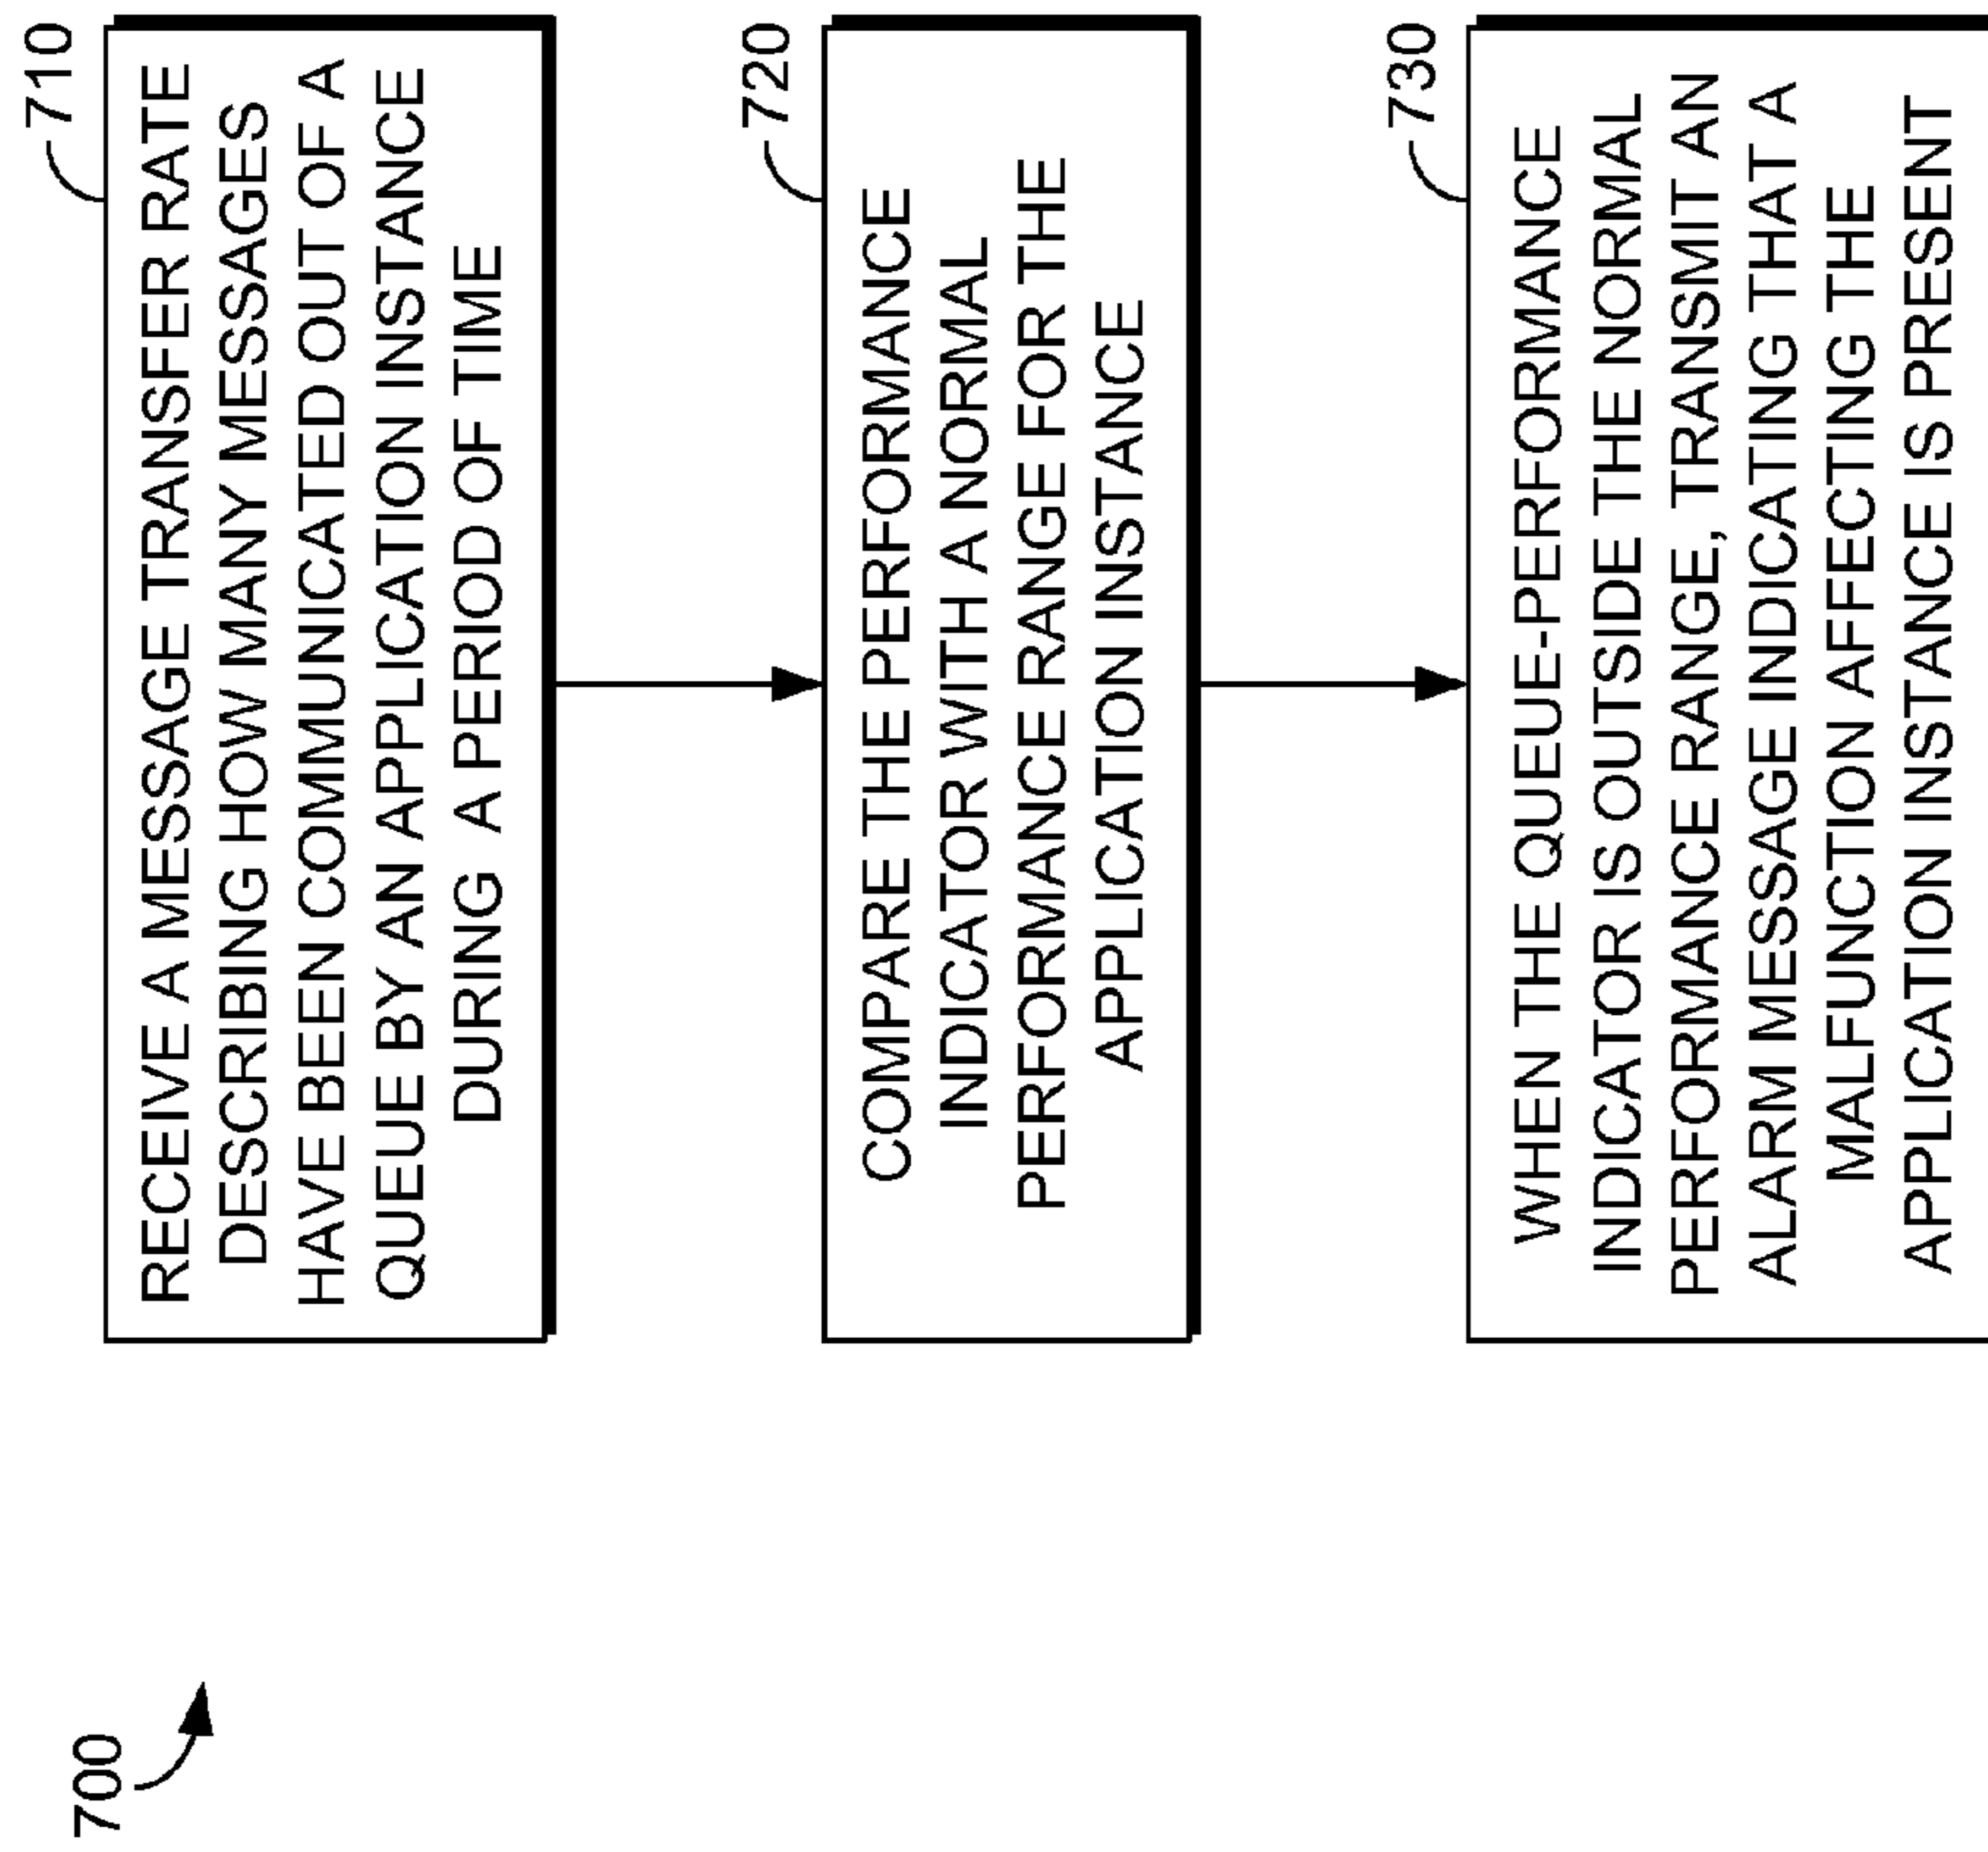 700
710
RECEIVE A MESSAGE TRANSFER RATE
DESCRIBING HOW MANY MESSAGES
HAVE BEEN COMMUNICATED OUT OF A
QUEUE BY AN APPLICATION INSTANCE
DURING A PERIOD OF TIME
720
COMPARE THE PERFORMANCE
INDICATOR WITH A NORMAL
PERFORMANCE RANGE FOR THE
APPLICATION INSTANCE
730
WHEN THE QUEUE-PERFORMANCE
INDICATOR IS OUTSIDE THE NORMAL
PERFORMANCE RANGE, TRANSMIT AN
ALARM MESSAGE INDICATING THAT A
MALFUNCTION AFFECTING THE
APPLICATION INSTANCE IS PRESENT